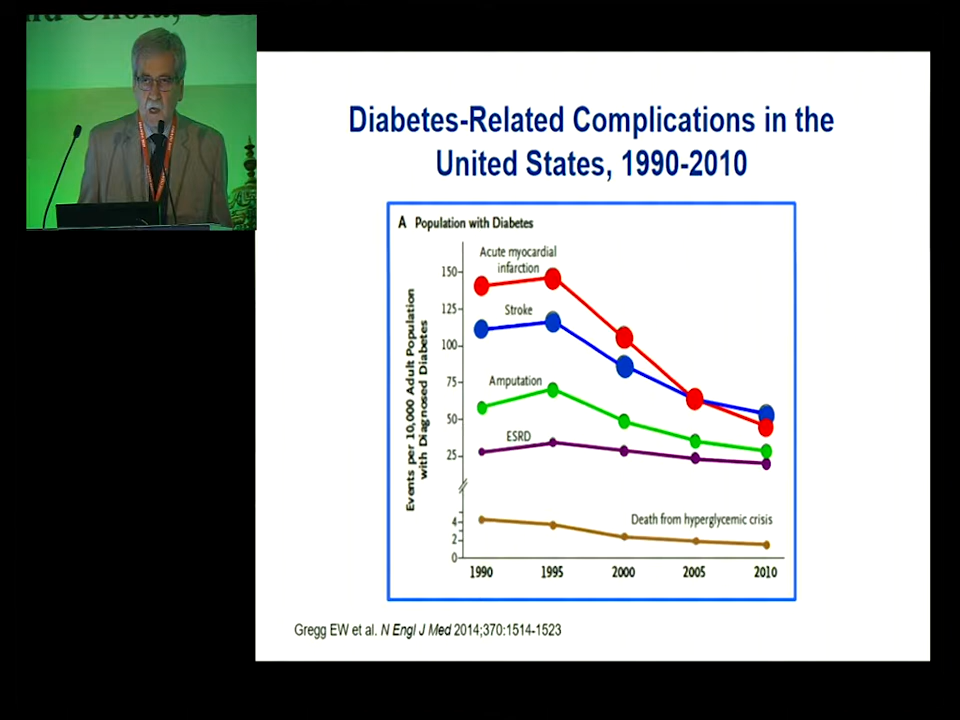 Diabetes-Related Complications in the
United States, 1990-2010
A Population with Diabetes
Acute myocardial
infarction
Stroke
Amputation
ESRD
Death from hyperglycemic crisis
Events per 10,000 Adult Population
with Diagnosed Diabetes
150
125
100
75
50
25
4
2
0
1990 1995 2000 2005 2010
Gregg EW et al. N Engl J Med 2014;370:1514-1523